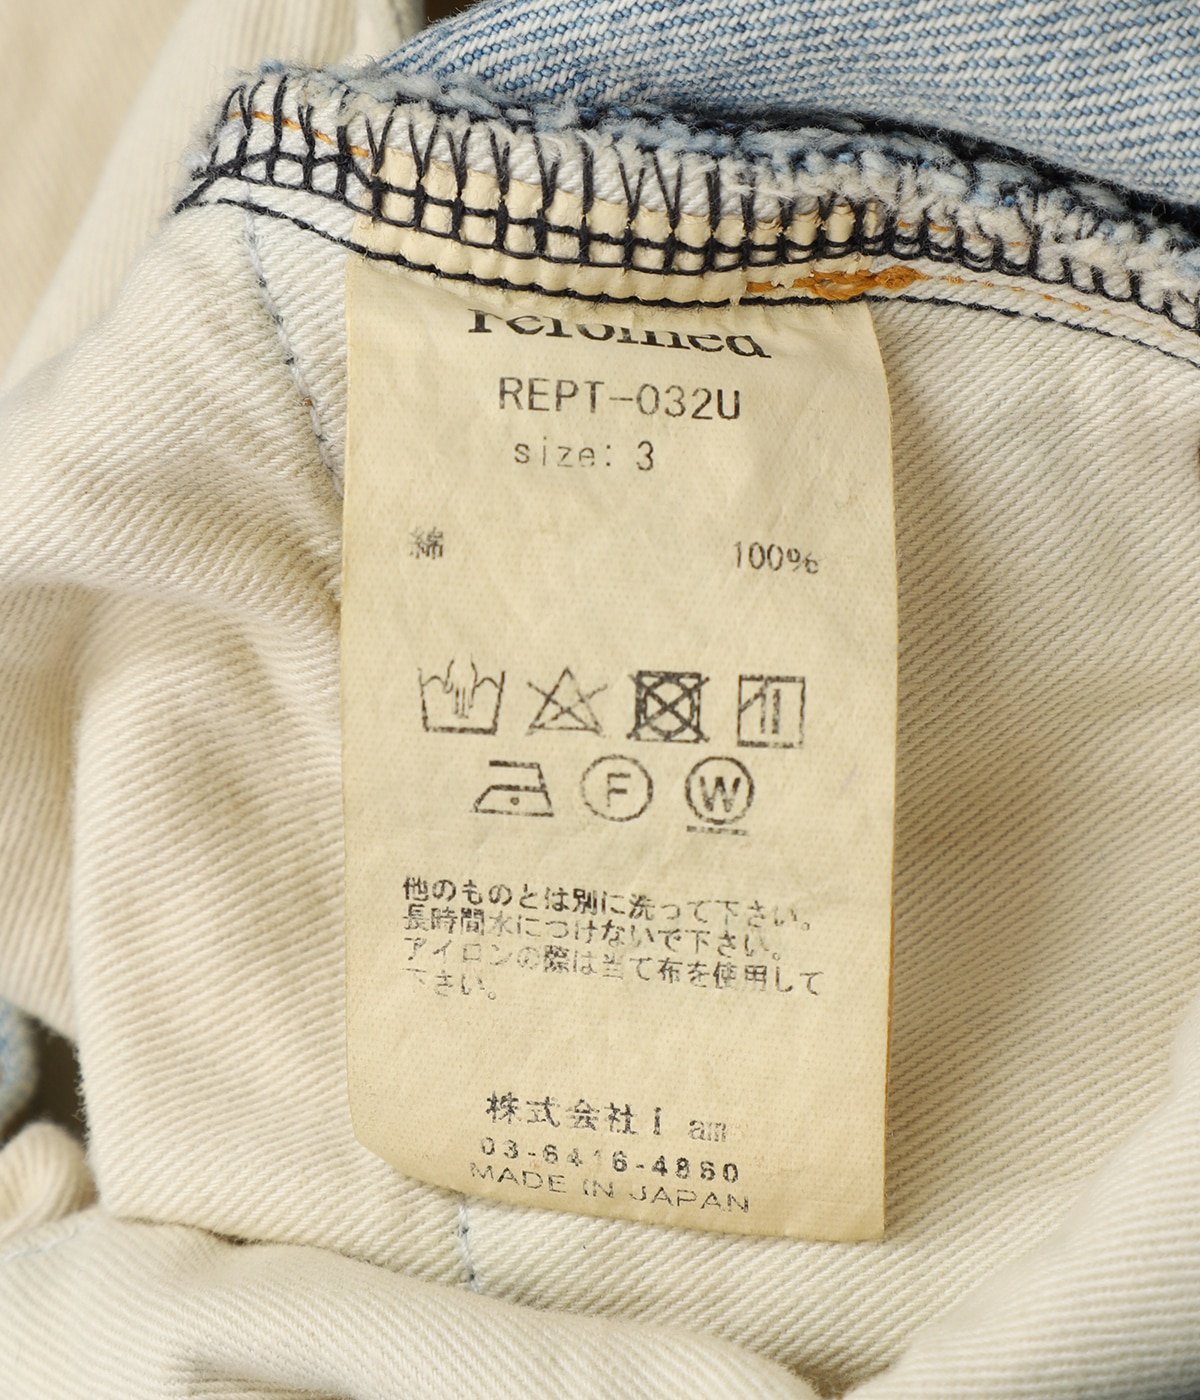 REPT-032U
size: 3
綿 100%
F
W
他のものとは別に洗って下さい。
長時間水につけないで下さい。
アイロンの際は当て布を使用して
下さい。
株式会社i am
03-6416-4860
MADE IN JAPAN